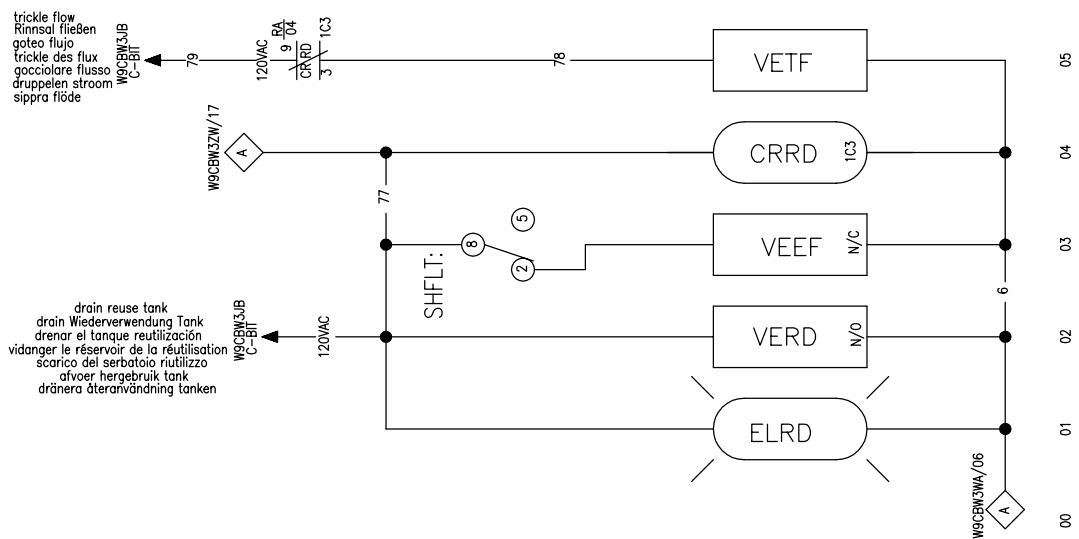 trickle flow
Rinnsal fließen
goteo flujo
trickle des flux
gocciolare flusso
druppelen stroom
sippra flöde
W9CBW3JB
C-BIT
79
120VAC
RA
04
9
CRRD
3
1C3
78
VETF
05
W9CBW3ZW/17
A
CRRD
1C3
04
77
SHFLT:
8
5
2
VEEF
N/C
03
6
drain reuse tank
drain Wiederverwendung Tank
drenar el tanque reutilización
vidanger le réservoir de la réutilisation
scarico del serbatoio riutilizzo
afvoer hergebruik tank
dränera återanvändning tanken
W9CBW3JB
C-BIT
120VAC
VERD
N/O
02
ELRD
01
W9CBW3WA/06
A
00